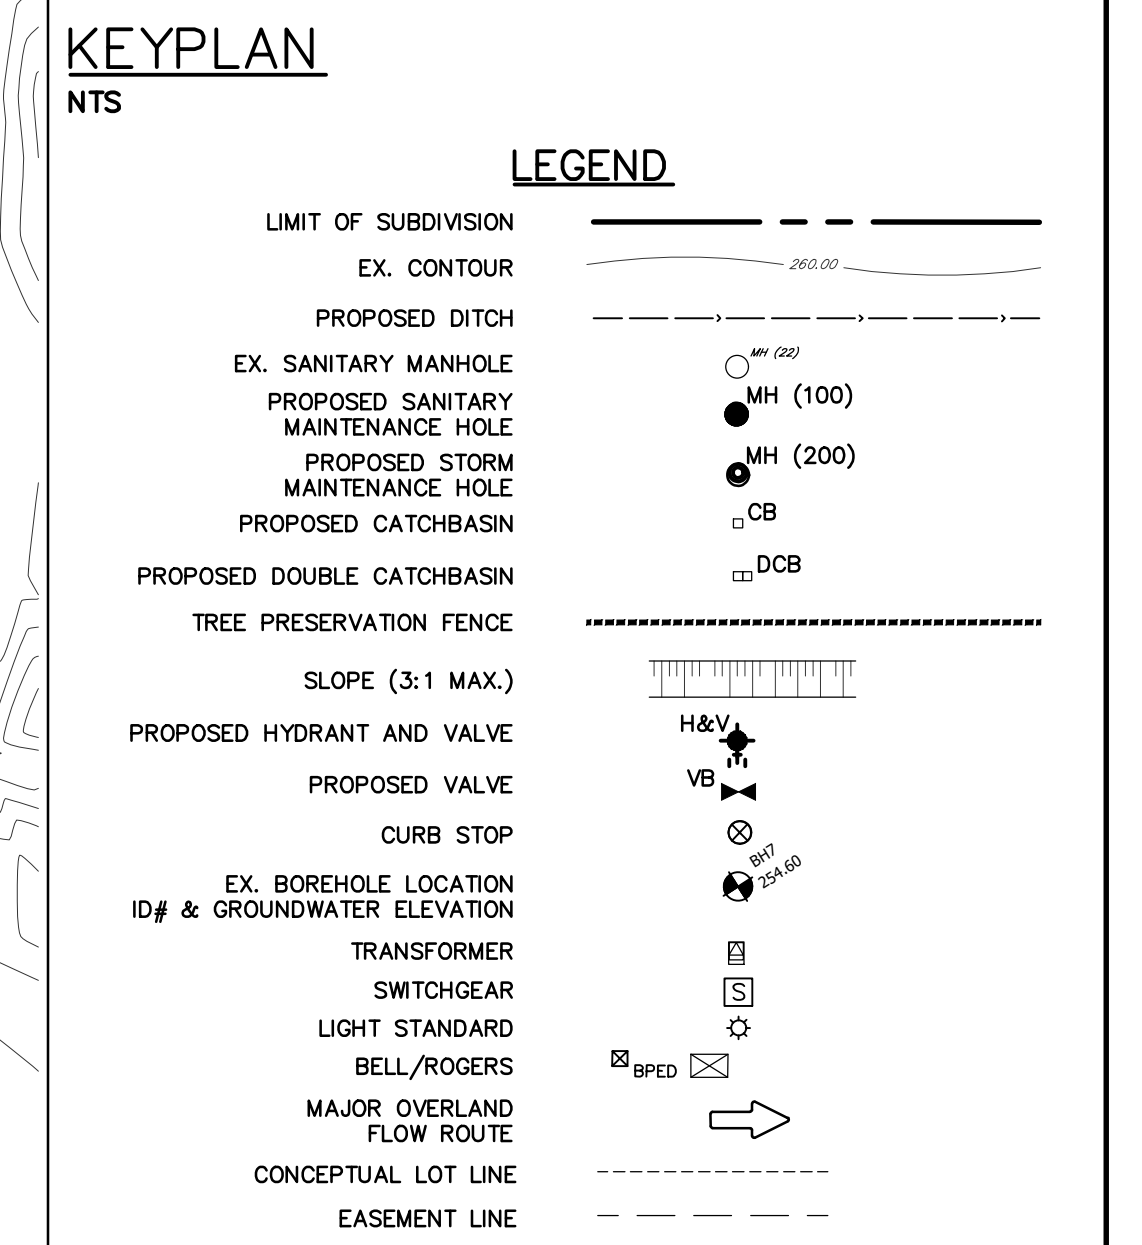 KEYPLAN
NTS
LEGEND
LIMIT OF SUBDIVISION
EX. CONTOUR
260.00
PROPOSED DITCH
EX. SANITARY MANHOLE
MH (22)
PROPOSED SANITARY
MAINTENANCE HOLE
MH (100)
PROPOSED STORM
MAINTENANCE HOLE
MH (200)
PROPOSED CATCHBASIN
CB
PROPOSED DOUBLE CATCHBASIN
DCB
TREE PRESERVATION FENCE
SLOPE (3:1 MAX.)
PROPOSED HYDRANT AND VALVE
H&V
PROPOSED VALVE
VB
CURB STOP
EX. BOREHOLE LOCATION
ID# & GROUNDWATER ELEVATION
BH7
254.60
TRANSFORMER
SWITCHGEAR
S
LIGHT STANDARD
BELL/ROGERS
BPED
MAJOR OVERLAND
FLOW ROUTE
CONCEPTUAL LOT LINE
EASEMENT LINE